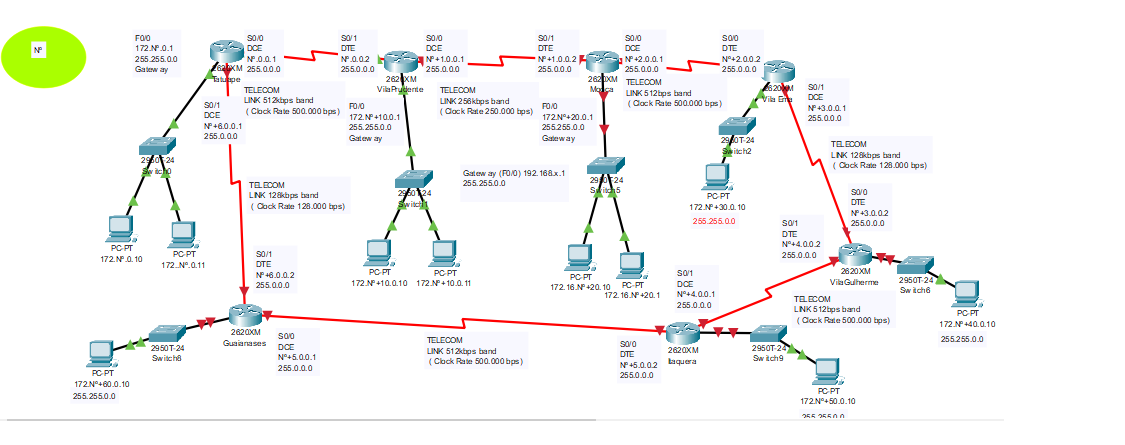 Nº
F0/0
172.Nº.0.1
255.255.0.0
Gateway
S0/0
DCE
Nº.0.0.1
255.0.0.0
2620XM
Tatuape
S0/1
DTE
Nº.0.0.2
255.0.0.0
S0/0
DCE
Nº+1.0.0.1
255.0.0.0
2620XM
VilaPrudente
S0/1
DTE
Nº+1.0.0.2
255.0.0.0
S0/0
DCE
Nº+2.0.0.1
255.0.0.0
2620XM
Mooca
S0/0
DTE
Nº+2.0.0.2
255.0.0.0
2620XM
Vila Ema
S0/1
DCE
Nº+3.0.0.1
255.0.0.0
S0/1
DCE
Nº+6.0.0.1
255.0.0.0
TELECOM
LINK 512kbps band
( Clock Rate 500.000 bps)
F0/0
172.Nº+10.0.1
255.255.0.0
Gateway
TELECOM
LINK 256kbps band
( Clock Rate 250.000 bps)
F0/0
172.Nº+20.0.1
255.255.0.0
Gateway
TELECOM
LINK 512kbps band
( Clock Rate 500.000 bps)
2950T-24
Switch0
2950T-24
Switch1
Gateway (F0/0) 192.168.x.1
255.255.0.0
2950T-24
Switch5
2950T-24
Switch2
PC-PT
172.Nº+30.0.10
255.255.0.0
TELECOM
LINK 128kbps band
( Clock Rate 128.000 bps)
TELECOM
LINK 128kbps band
( Clock Rate 128.000 bps)
S0/0
DTE
Nº+3.0.0.2
255.0.0.0
S0/1
DTE
Nº+4.0.0.2
255.0.0.0
PC-PT
172.Nº.0.10
PC-PT
172..Nº.0.11
PC-PT
172.Nº+10.0.10
PC-PT
172.Nº+10.0.11
PC-PT
172.16.Nº+20.10
PC-PT
172.16.Nº+20.1
S0/1
DTE
Nº+6.0.0.2
255.0.0.0
S0/1
DCE
Nº+4.0.0.1
255.0.0.0
2620XM
VilaGulherme
2950T-24
Switch6
PC-PT
172.Nº+40.0.10
255.255.0.0
TELECOM
LINK 512bps band
( Clock Rate 500.000 bps)
2620XM
Guaianases
2950T-24
Switch8
PC-PT
172.Nº+60.0.10
255.255.0.0
S0/0
DCE
Nº+5.0.0.1
255.0.0.0
TELECOM
LINK 512kbps band
( Clock Rate 500.000 bps)
S0/0
DTE
Nº+5.0.0.2
255.0.0.0
2620XM
Itaquera
2950T-24
Switch9
PC-PT
172.Nº+50.0.10
255.255.0.0